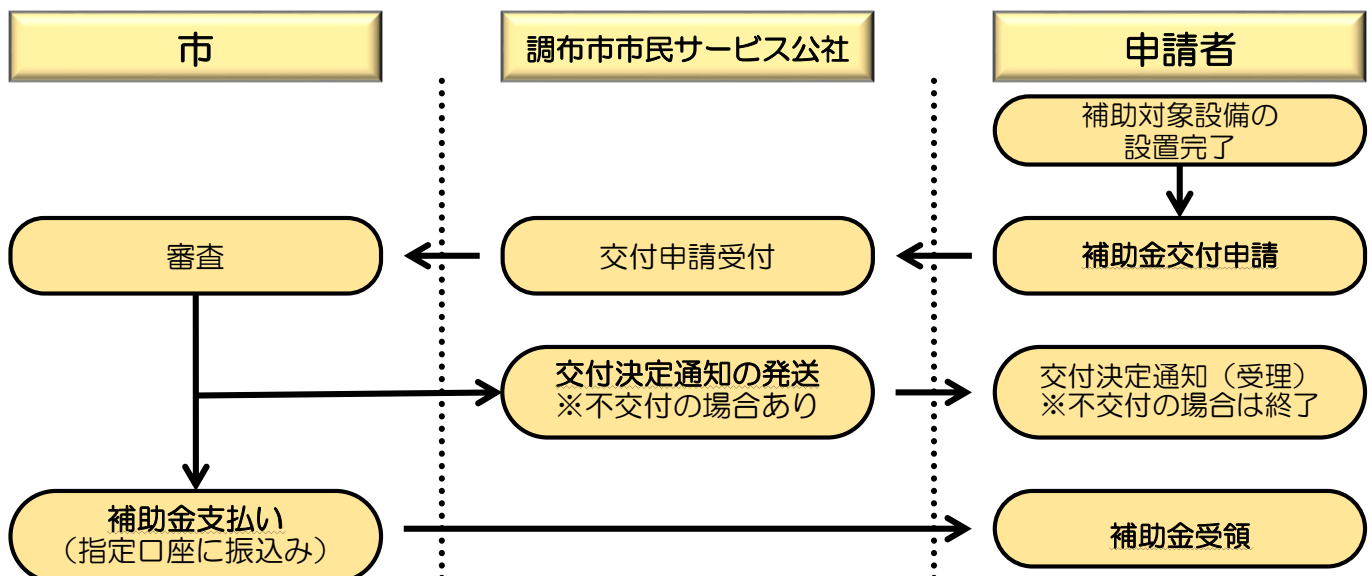 市
調布市市民サービス公社
申請者
補助対象設備の
設置完了
審査
交付申請受付
補助金交付申請
交付決定通知の発送
※不交付の場合あり
交付決定通知（受理）
※不交付の場合は終了
補助金支払い
（指定口座に振込み）
補助金受領